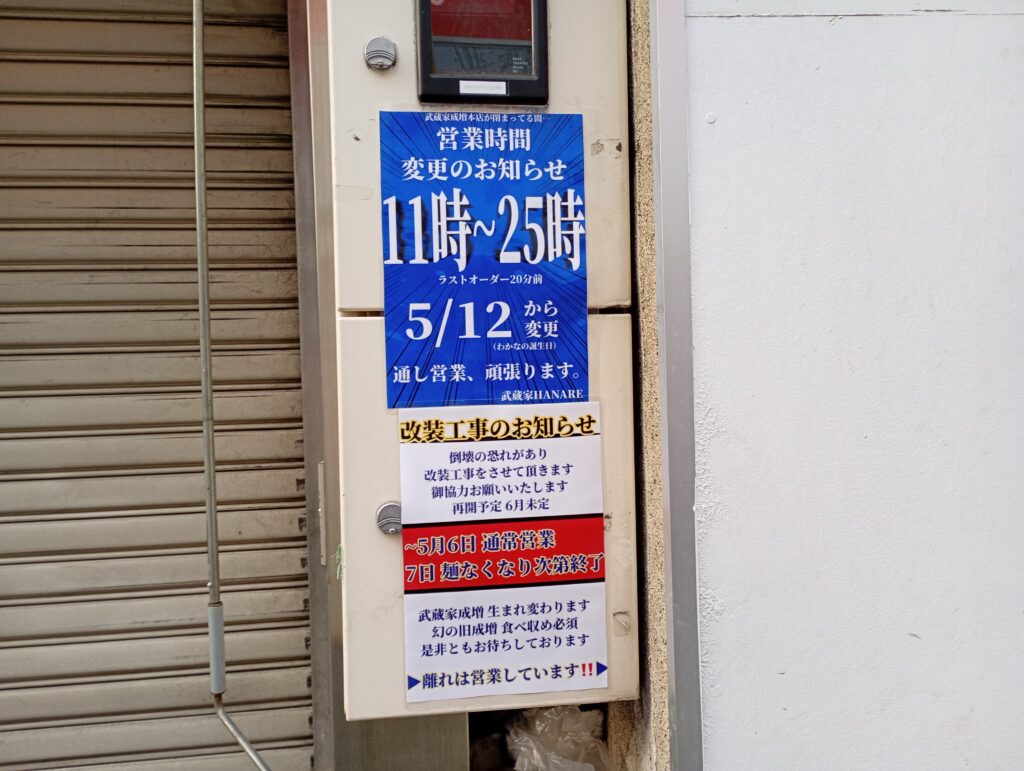 武蔵家成増本店が閉まってる間…
営業時間
変更のお知らせ
11時~25時
ラストオーダー20分前
5/12 から変更
(わかなの誕生日)
通し営業、頑張ります。
武蔵家HANARE
改装工事のお知らせ
倒壊の恐れがあり
改装工事をさせて頂きます
御協力お願いいたします
再開予定 6月未定
~5月6日 通常営業
7日 麺なくなり次第終了
武蔵家成増 生まれ変わります
幻の旧成増 食べ収め必須
是非ともお待ちしております
▶離れは営業しています‼▶